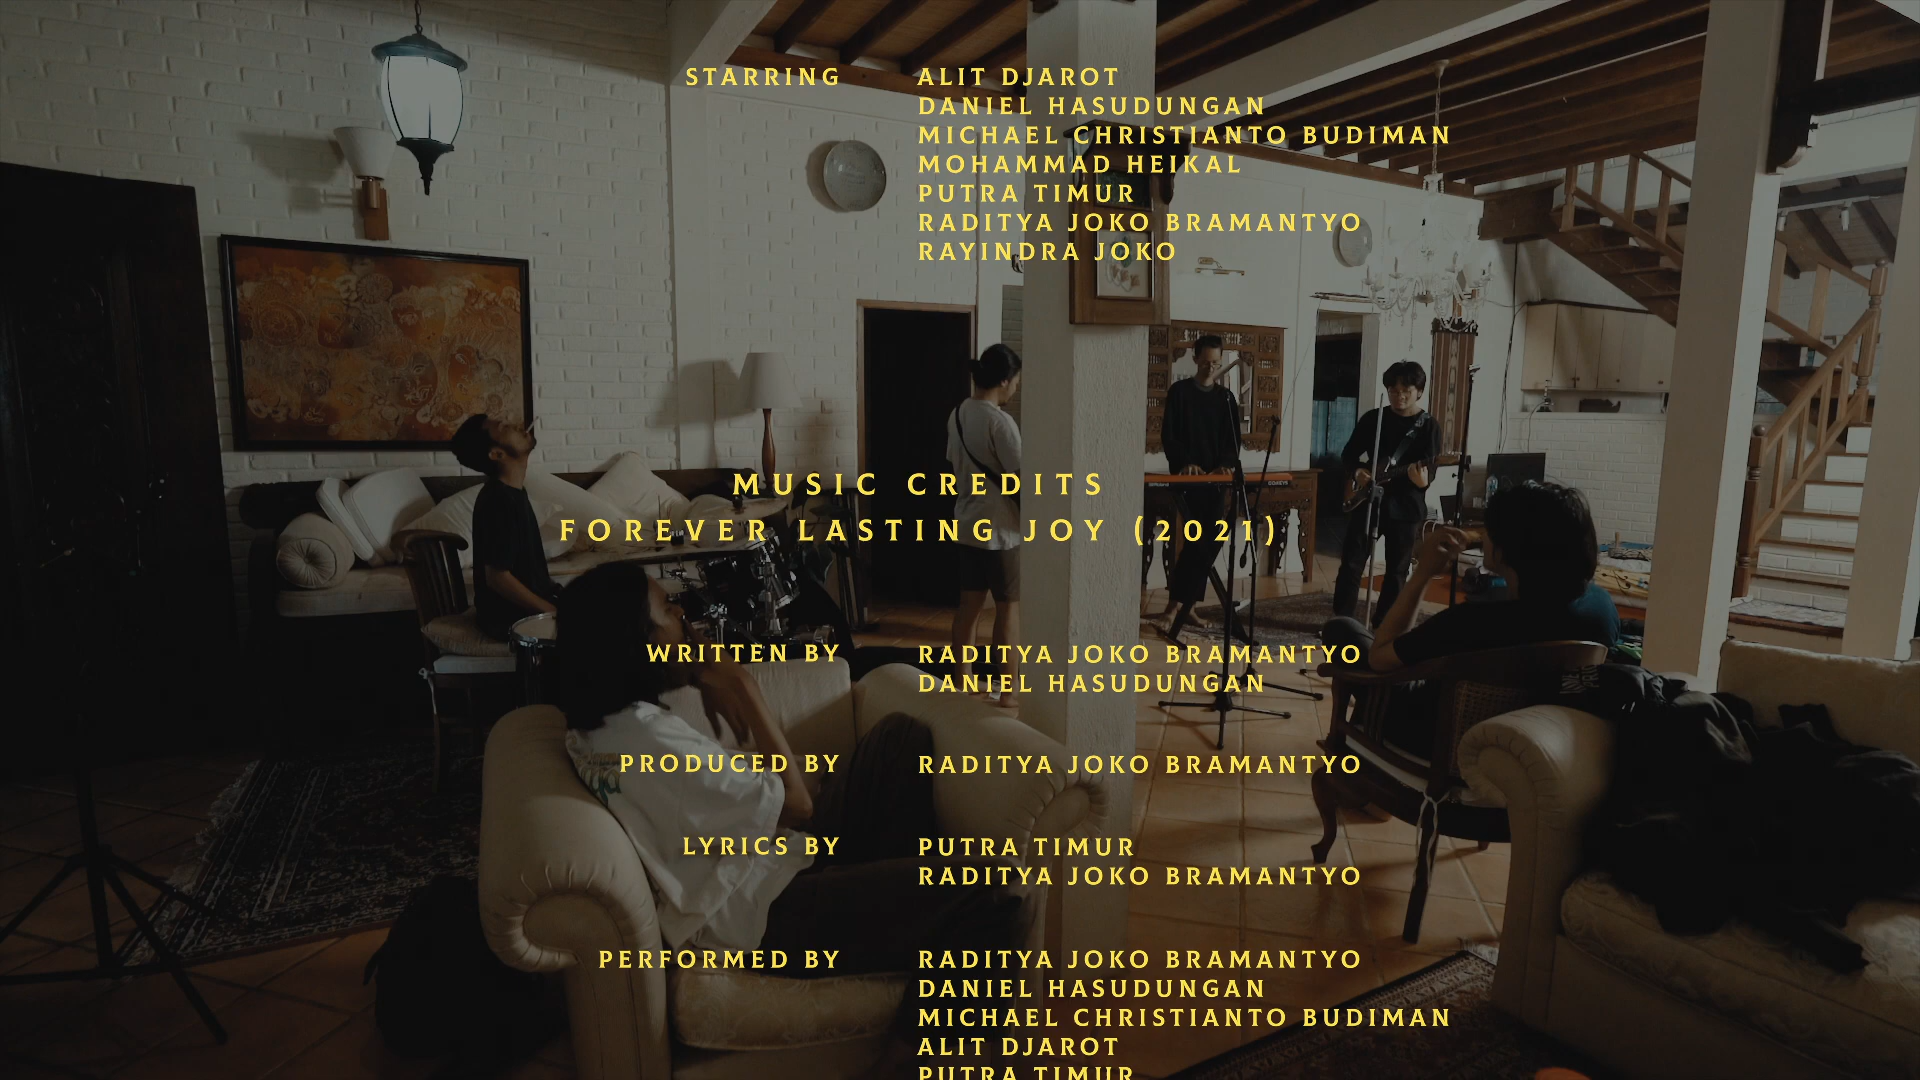 STARRING ALIT DJAROT
DANIEL HASUDUNGAN
MICHAEL CHRISTIANTO BUDIMAN
MOHAMMAD HEIKAL
PUTRA TIMUR
RADITYA JOKO BRAMANTYO
RAYINDRA JOKO
MUSIC CREDITS
FOREVER LASTING JOY (2021)
WRITTEN BY RADITYA JOKO BRAMANTYO
DANIEL HASUDUNGAN
PRODUCED BY RADITYA JOKO BRAMANTYO
LYRICS BY PUTRA TIMUR
RADITYA JOKO BRAMANTYO
PERFORMED BY RADITYA JOKO BRAMANTYO
DANIEL HASUDUNGAN
MICHAEL CHRISTIANTO BUDIMAN
ALIT DJAROT
PUTRA TIMUR